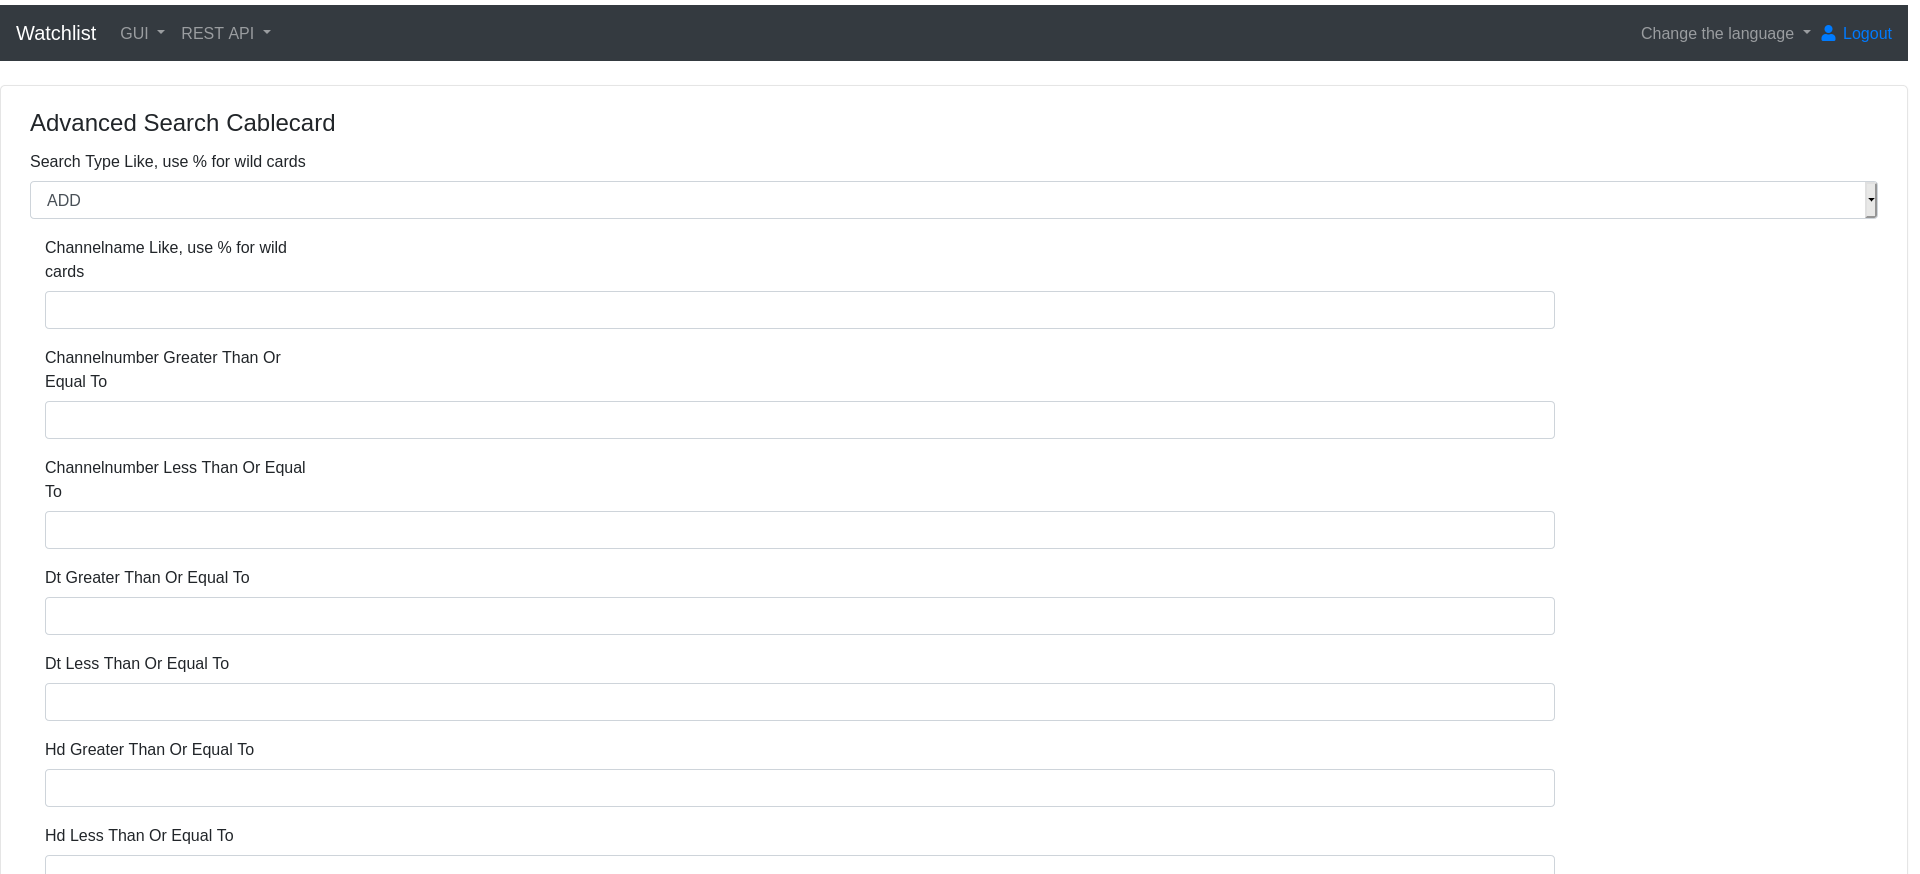 Watchlist GUI REST API Change the language Logout
Advanced Search Cablecard
Search Type Like, use % for wild cards
ADD
Channelname Like, use % for wild
cards
Channelnumber Greater Than Or
Equal To
Channelnumber Less Than Or Equal
To
Dt Greater Than Or Equal To
Dt Less Than Or Equal To
Hd Greater Than Or Equal To
Hd Less Than Or Equal To